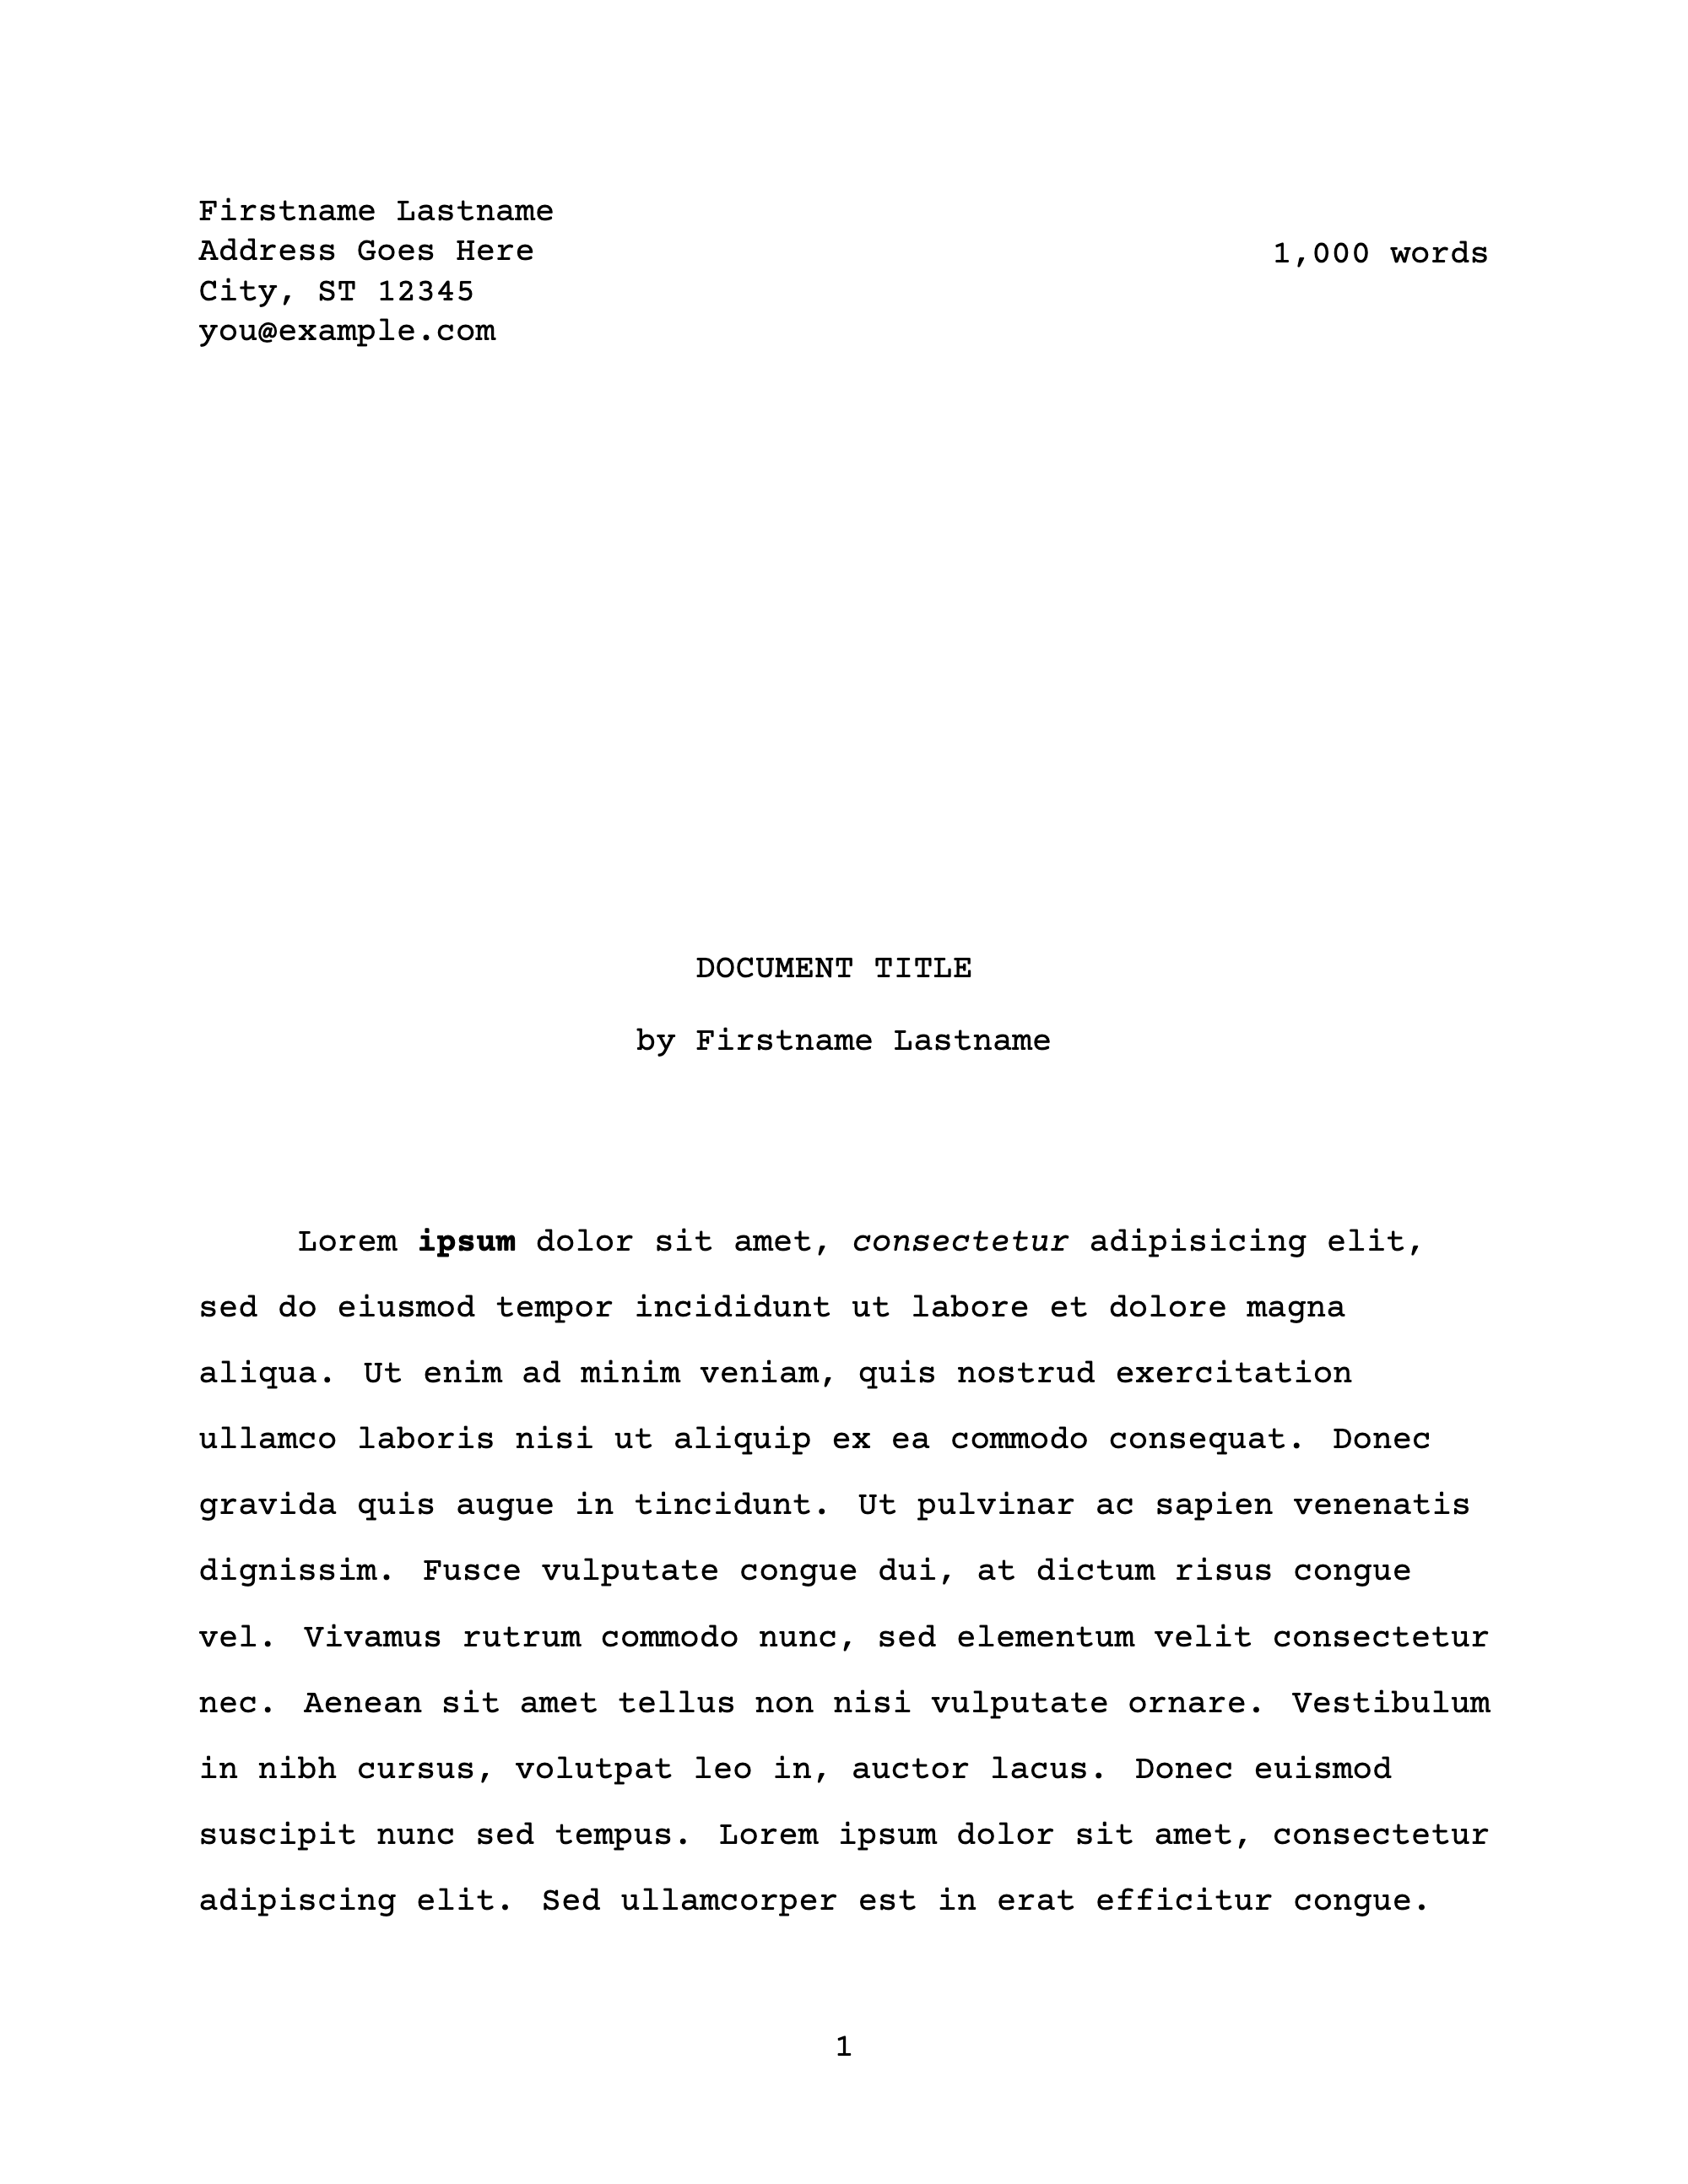 Firstname Lastname
Address Goes Here
1,000 words
City, ST 12345
you@example.com
DOCUMENT TITLE
by Firstname Lastname
Lorem ipsum dolor sit amet, consectetur adipisicing elit,
sed do eiusmod tempor incididunt ut labore et dolore magna
aliqua. Ut enim ad minim veniam, quis nostrud exercitation
ullamco laboris nisi ut aliquip ex ea commodo consequat. Donec
gravida quis augue in tincidunt. Ut pulvinar ac sapien venenatis
dignissim. Fusce vulputate congue dui, at dictum risus congue
vel. Vivamus rutrum commodo nunc, sed elementum velit consectetur
nec. Aenean sit amet tellus non nisi vulputate ornare. Vestibulum
in nibh cursus, volutpat leo in, auctor lacus. Donec euismod
suscipit nunc sed tempus. Lorem ipsum dolor sit amet, consectetur
adipiscing elit. Sed ullamcorper est in erat efficitur congue.
1